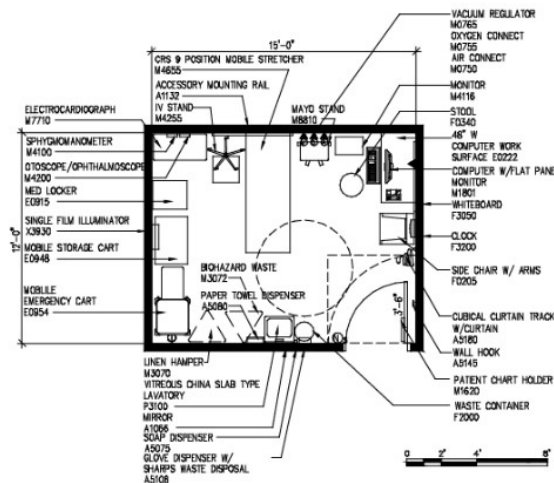 15'-0"
CRS 9 POSITION MOBILE STRETCHER
M4655
ACCESSORY MOUNTING RAIL
A1132
IV STAND
M4255
ELECTROCARDIOGRAPH
M7710
SPHYGMOMANOMETER
M4100
OTOSCOPE/OPHTHALMOSCOPE
M4200
MED LOCKER
E0915
SINGLE FILM ILLUMINATOR
X3930
12'-0"
MOBILE STORAGE CART
E0948
MOBLILE
EMERGENCY CART
E0954
MAYO STAND
M8810
VACUUM REGULATOR
M0765
OXYGEN CONNECT
M0755
AIR CONNECT
M0750
MONITOR
M4116
STOOL
F0340
46" W
COMPUTER WORK
SURFACE E0222
COMPUTER W/FLAT PANE
MONITOR
M1801
WHITEBOARD
F3050
CLOCK
F3200
SIDE CHAIR W/ ARMS
F0205
CUBICAL CURTAIN TRACK
W/CURTAIN
A5180
WALL HOOK
A5145
PATIENT CHART HOLDER
M1620
WASTE CONTAINER
F2000
BIOHAZARD WASTE
M3072
PAPER TOWEL DISPENSER
A5080
3'-6"
LINEN HAMPER
M3070
VITREOUS CHINA SLAB TYPE
LAVATORY
P3100
MIRROR
A1066
SOAP DISPENSER
A5075
GLOVE DISPENSER W/
SHARPS WASTE DISPOSAL
A5108
0 2' 4' 8'